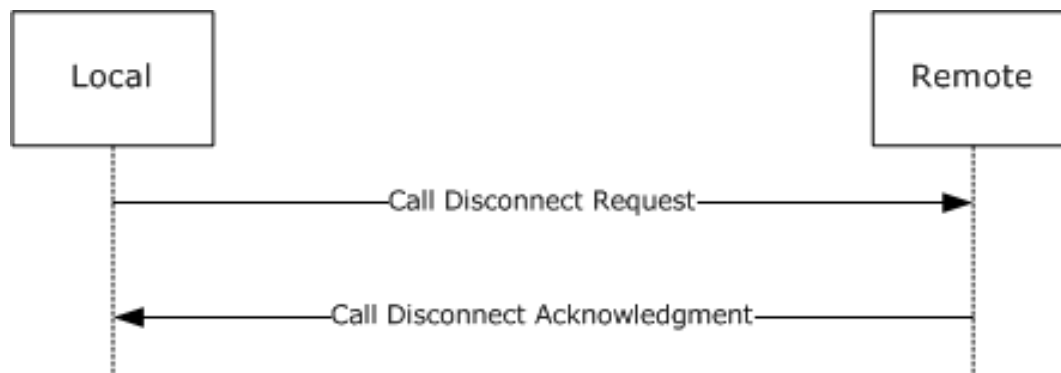 Local
Remote
Call Disconnect Request
Call Disconnect Acknowledgment